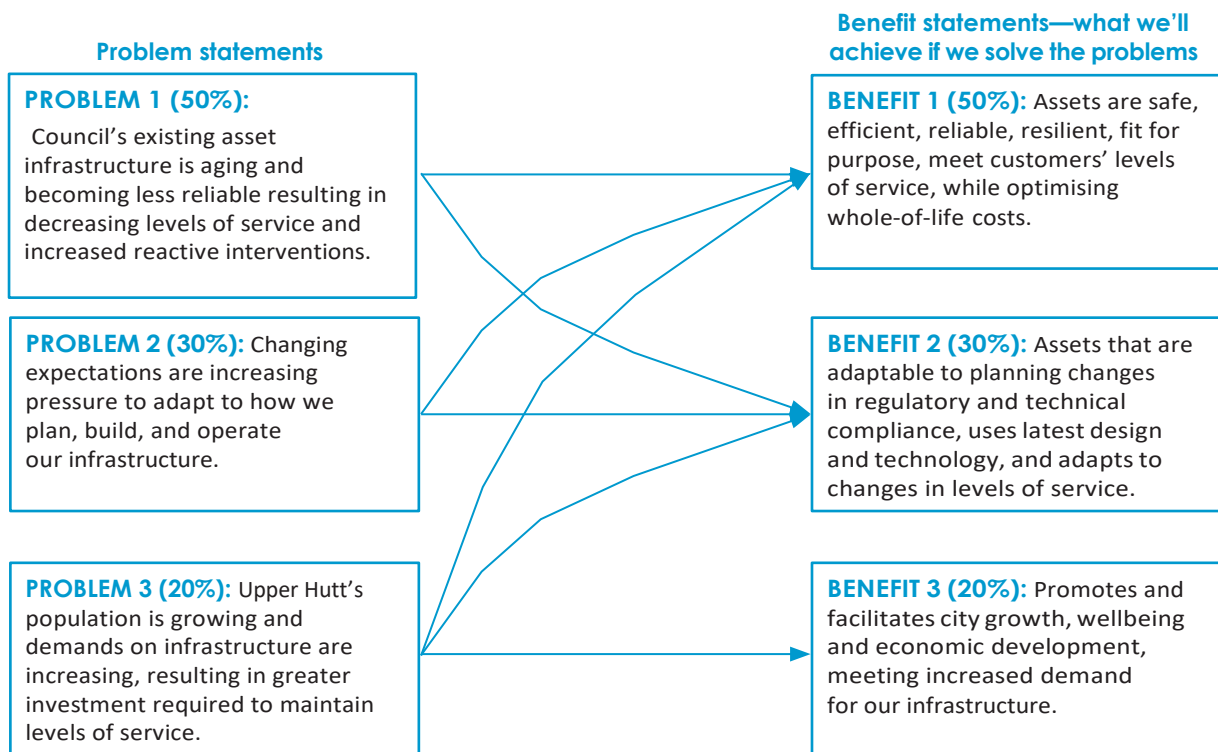 Problem statements
PROBLEM 1 (50%):
Council's existing asset
infrastructure is aging and
becoming less reliable resulting in
decreasing levels of service and
increased reactive interventions.
PROBLEM 2 (30%): Changing
expectations are increasing
pressure to adapt to how we
plan, build, and operate
our infrastructure.
PROBLEM 3 (20%): Upper Hutt's
population is growing and
demands on infrastructure are
increasing, resulting in greater
investment required to maintain
levels of service.
Benefit statements—what we'll
achieve if we solve the problems
BENEFIT 1 (50%): Assets are safe,
efficient, reliable, resilient, fit for
purpose, meet customers' levels
of service, while optimising
whole-of-life costs.
BENEFIT 2 (30%): Assets that are
adaptable to planning changes
in regulatory and technical
compliance, uses latest design
and technology, and adapts to
changes in levels of service.
BENEFIT 3 (20%): Promotes and
facilitates city growth, wellbeing
and economic development,
meeting increased demand
for our infrastructure.